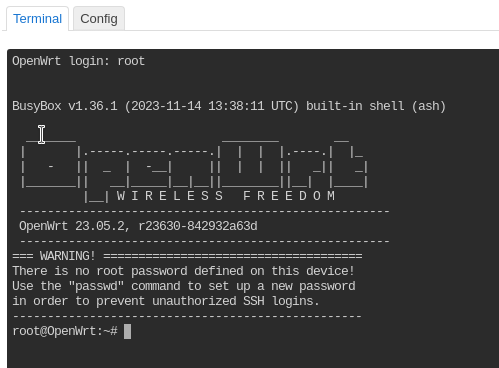 Terminal
Config
OpenWrt login: root
BusyBox v1.36.1 (2023-11-14 13:38:11 UTC) built-in shell (ash)
  _______                     ________        __
 |       |.-----.-----.-----.|  |  |  |.----.|  |_
 |   -   ||  _  |  -__|     ||  |  |  ||   _||   _|
 |_______||   __|_____|__|__||________||__|  |____|
          |__| W I R E L E S S   F R E E D O M
 -----------------------------------------------------
 OpenWrt 23.05.2, r23630-842932a63d
 -----------------------------------------------------
=== WARNING! =====================================
There is no root password defined on this device!
Use the "passwd" command to set up a new password
in order to prevent unauthorized SSH logins.
--------------------------------------------------
root@OpenWrt:~#